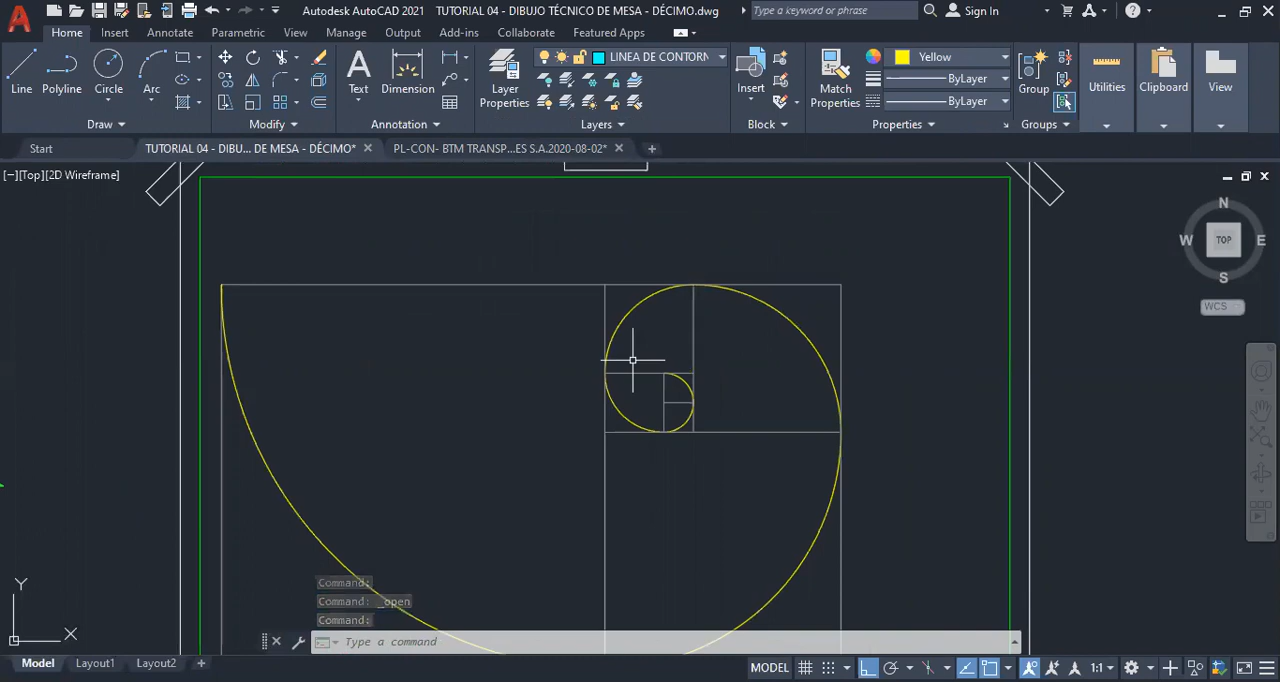 Autodesk AutoCAD 2021 TUTORIAL 04 - DIBUJO TÉCNICO DE MESA - DÉCIMO.dwg Type a keyword or phrase Sign In
Home Insert Annotate Parametric View Manage Output Add-ins Collaborate Featured Apps
LINEA DE CONTORN Yellow
ByLayer
ByLayer
Line Polyline Circle Arc Text Dimension Layer Properties Insert Match Properties Group Utilities Clipboard View
Draw Modify Annotation Layers Block Properties Groups
Start TUTORIAL 04 - DIBU... DE MESA - DÉCIMO* PL-CON- BTM TRANSP...ES S.A.2020-08-02*
[−][Top][2D Wireframe]
N
W TOP E
S
WCS
Y
X
Command:
Command: _open
Command:
Type a command
Model Layout1 Layout2 MODEL 1:1